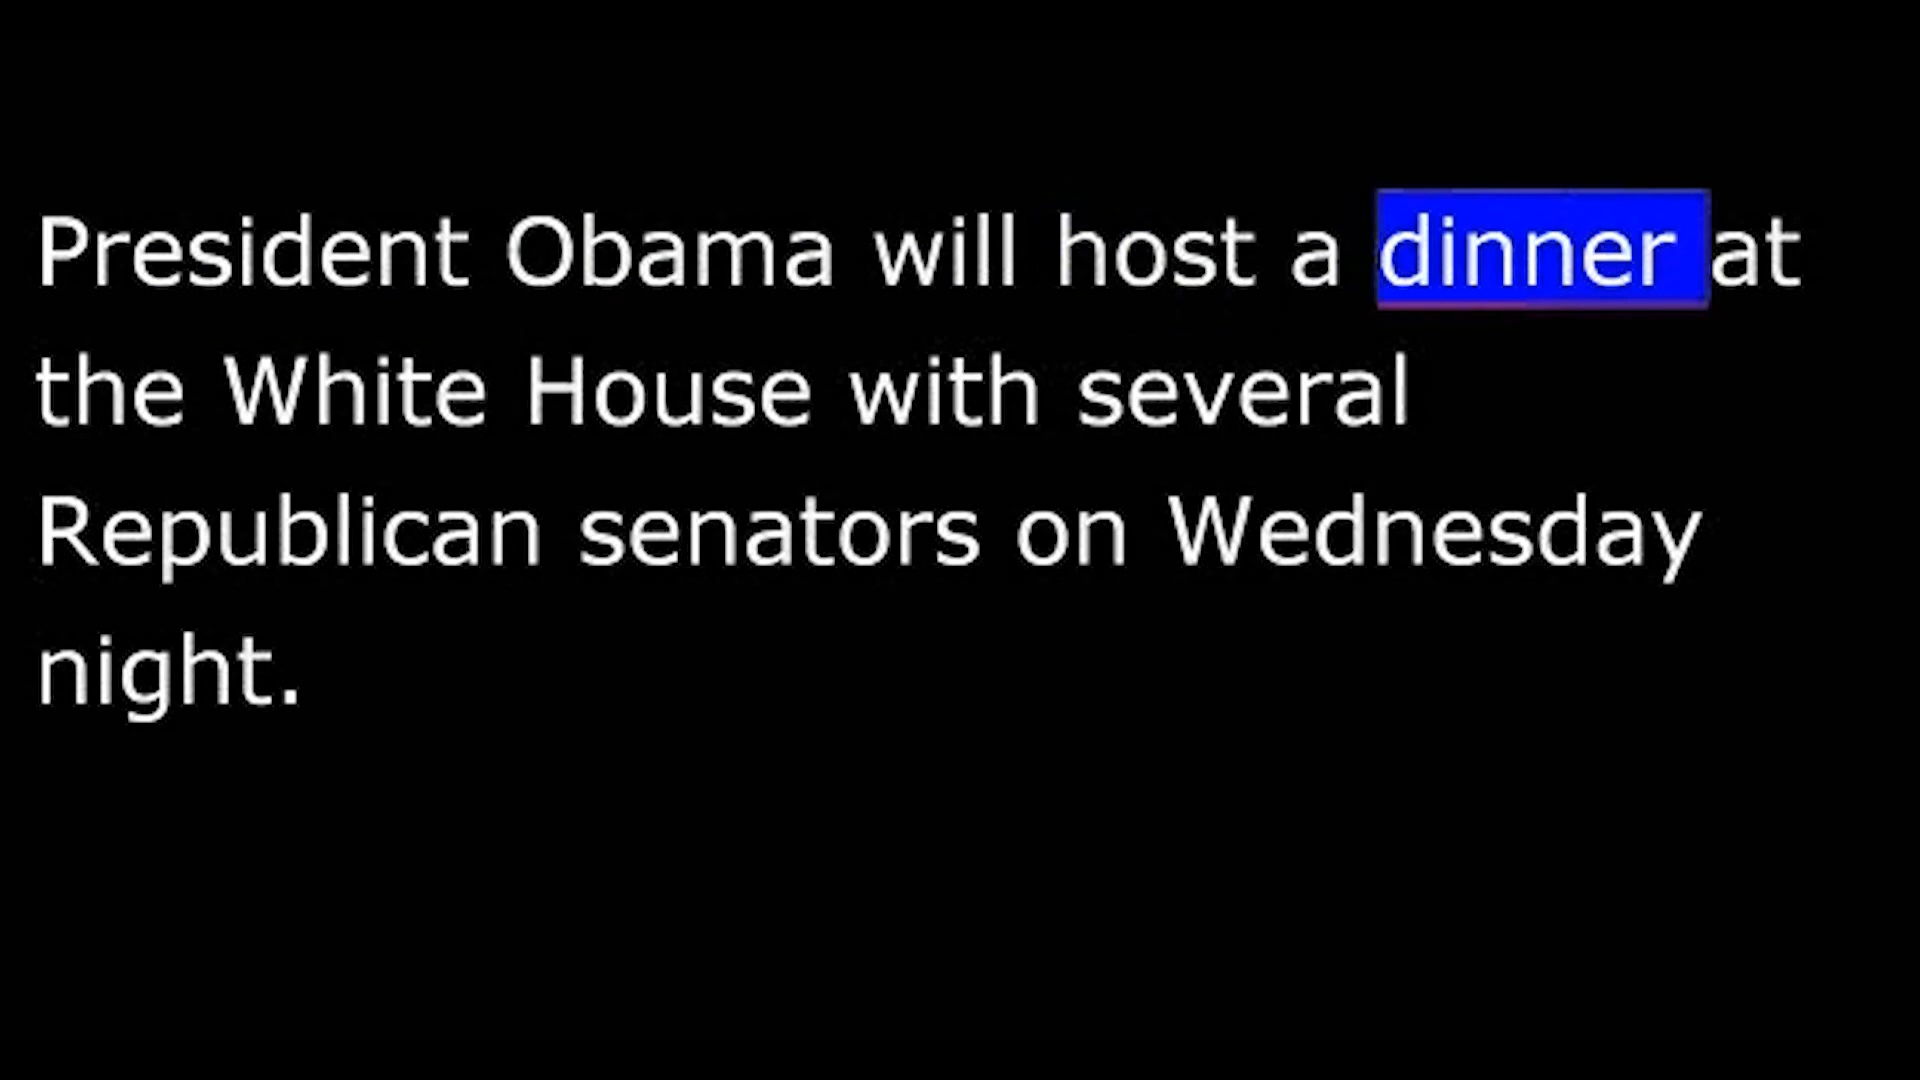 President Obama will host a dinner at
the White House with several
Republican senators on Wednesday
night.